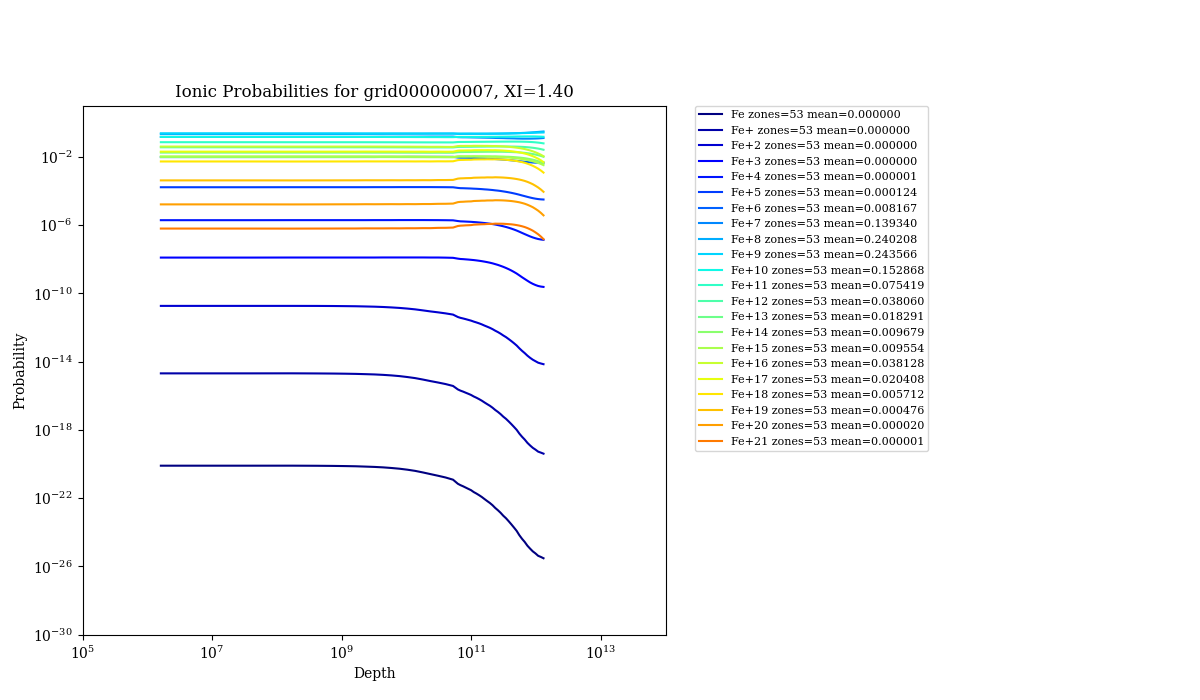 Ionic Probabilities for grid000000007, XI=1.40
Probability
10^{-2}
10^{-6}
10^{-10}
10^{-14}
10^{-18}
10^{-22}
10^{-26}
10^{-30}
10^{5}
10^{7}
10^{9}
10^{11}
10^{13}
Depth
Fe zones=53 mean=0.000000
Fe+ zones=53 mean=0.000000
Fe+2 zones=53 mean=0.000000
Fe+3 zones=53 mean=0.000000
Fe+4 zones=53 mean=0.000001
Fe+5 zones=53 mean=0.000124
Fe+6 zones=53 mean=0.008167
Fe+7 zones=53 mean=0.139340
Fe+8 zones=53 mean=0.240208
Fe+9 zones=53 mean=0.243566
Fe+10 zones=53 mean=0.152868
Fe+11 zones=53 mean=0.075419
Fe+12 zones=53 mean=0.038060
Fe+13 zones=53 mean=0.018291
Fe+14 zones=53 mean=0.009679
Fe+15 zones=53 mean=0.009554
Fe+16 zones=53 mean=0.038128
Fe+17 zones=53 mean=0.020408
Fe+18 zones=53 mean=0.005712
Fe+19 zones=53 mean=0.000476
Fe+20 zones=53 mean=0.000020
Fe+21 zones=53 mean=0.000001